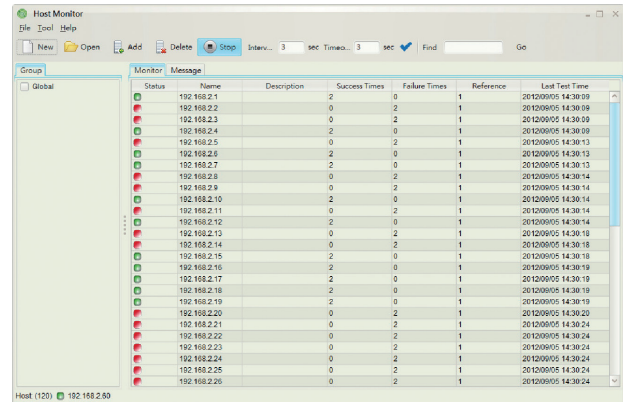 Host Monitor
File Tool Help
New Open Add Delete Stop Interv... 3 sec Timeo... 3 sec Find Go
Group Monitor Message
Global
Status Name Description Success Times Failure Times Reference Last Test Time
192.168.2.1 2 0 1 2012/09/05 14:30:09
192.168.2.2 0 2 1 2012/09/05 14:30:09
192.168.2.3 0 2 1 2012/09/05 14:30:09
192.168.2.4 2 0 1 2012/09/05 14:30:09
192.168.2.5 0 2 1 2012/09/05 14:30:13
192.168.2.6 2 0 1 2012/09/05 14:30:13
192.168.2.7 2 0 1 2012/09/05 14:30:13
192.168.2.8 0 2 1 2012/09/05 14:30:14
192.168.2.9 0 2 1 2012/09/05 14:30:14
192.168.2.10 2 0 1 2012/09/05 14:30:14
192.168.2.11 0 2 1 2012/09/05 14:30:14
192.168.2.12 2 0 1 2012/09/05 14:30:14
192.168.2.13 0 2 1 2012/09/05 14:30:18
192.168.2.14 0 2 1 2012/09/05 14:30:18
192.168.2.15 2 0 1 2012/09/05 14:30:18
192.168.2.16 2 0 1 2012/09/05 14:30:19
192.168.2.17 2 0 1 2012/09/05 14:30:19
192.168.2.18 2 0 1 2012/09/05 14:30:19
192.168.2.19 2 0 1 2012/09/05 14:30:19
192.168.2.20 0 2 1 2012/09/05 14:30:20
192.168.2.21 0 2 1 2012/09/05 14:30:24
192.168.2.22 0 2 1 2012/09/05 14:30:24
192.168.2.23 0 2 1 2012/09/05 14:30:24
192.168.2.24 0 2 1 2012/09/05 14:30:24
192.168.2.25 0 2 1 2012/09/05 14:30:24
192.168.2.26 0 2 1 2012/09/05 14:30:24
Host: (120) 192.168.2.60